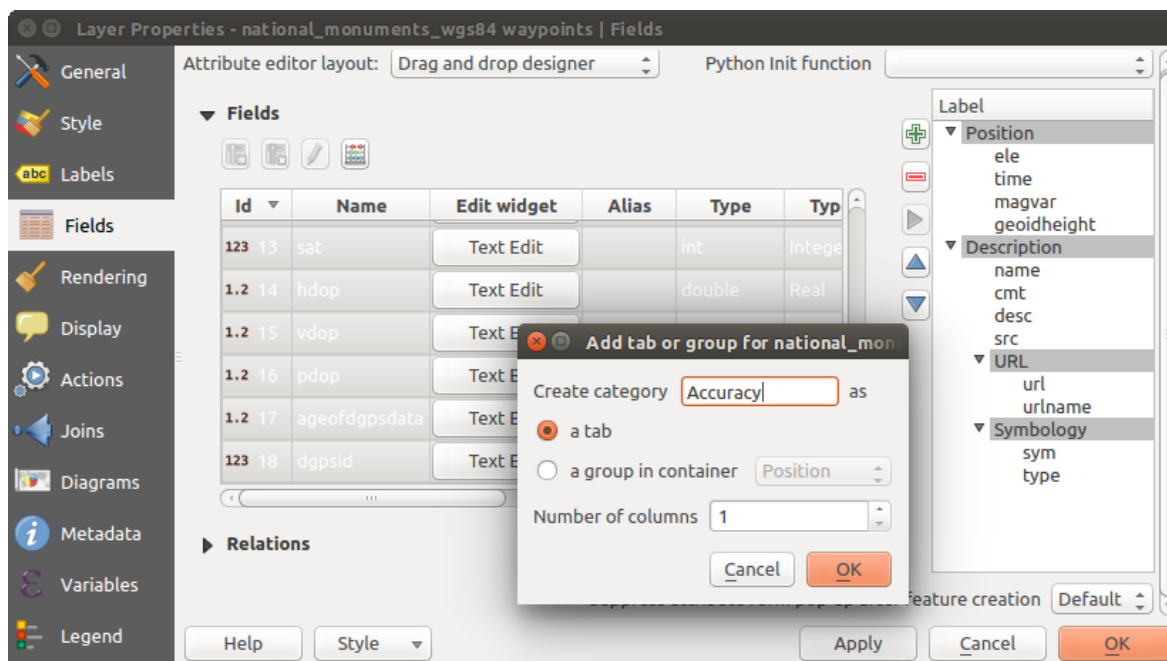 Layer Properties - national_monuments_wgs84 waypoints | Fields
General
Style
abc Labels
Fields
Rendering
Display
Actions
Joins
Diagrams
Metadata
Variables
Legend
Attribute editor layout: Drag and drop designer Python Init function
Fields
Id Name Edit widget Alias Type Typ
123 13 sat Text Edit int Intege
1.2 14 hdop Text Edit double Real
1.2 15 vdop Text E
1.2 16 pdop Text E
1.2 17 ageofdgpsdata Text E
123 18 dgpsid Text E
Relations
Label
Position
ele
time
magvar
geoidheight
Description
name
cmt
desc
src
URL
url
urlname
Symbology
sym
type
Add tab or group for national_mon
Create category Accuracy as
a tab
a group in container Position
Number of columns 1
Cancel OK
feature creation Default
Help Style Apply Cancel OK